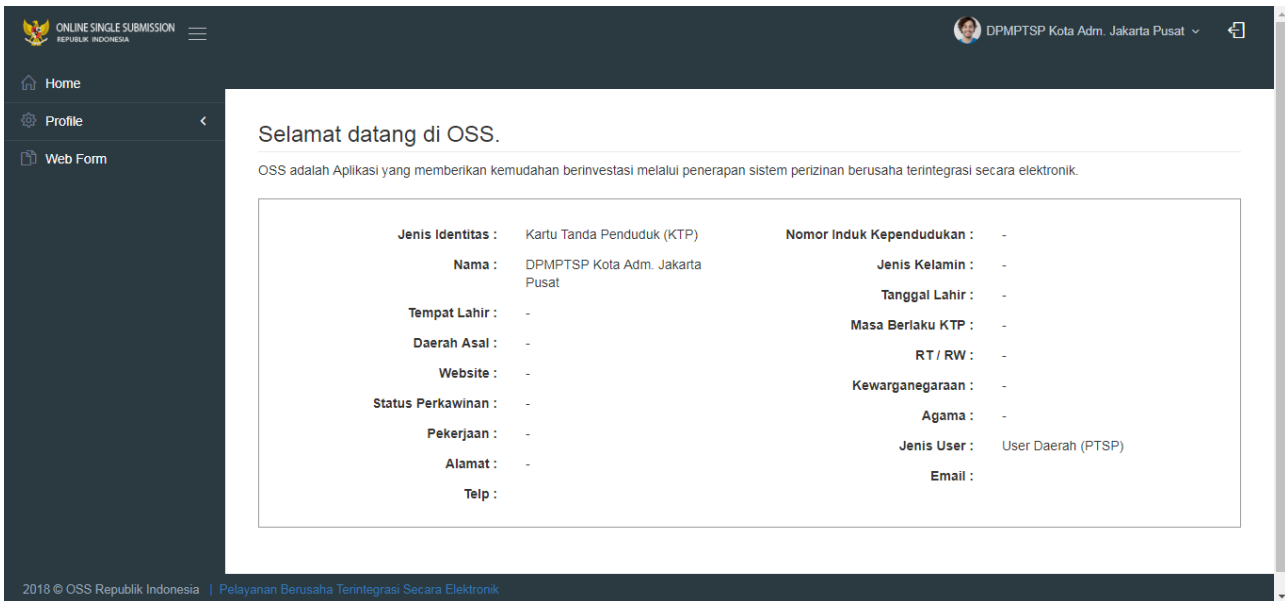 ONLINE SINGLE SUBMISSION
REPUBLIK INDONESIA
DPMPTSP Kota Adm. Jakarta Pusat
Home
Profile
Web Form
Selamat datang di OSS.
OSS adalah Aplikasi yang memberikan kemudahan berinvestasi melalui penerapan sistem perizinan berusaha terintegrasi secara elektronik.
Jenis Identitas : Kartu Tanda Penduduk (KTP)
Nama : DPMPTSP Kota Adm. Jakarta
Pusat
Tempat Lahir : -
Daerah Asal : -
Website : -
Status Perkawinan : -
Pekerjaan : -
Alamat : -
Telp :
Nomor Induk Kependudukan : -
Jenis Kelamin : -
Tanggal Lahir : -
Masa Berlaku KTP : -
RT / RW : -
Kewarganegaraan : -
Agama : -
Jenis User : User Daerah (PTSP)
Email :
2018 © OSS Republik Indonesia | Pelayanan Berusaha Terintegrasi Secara Elektronik